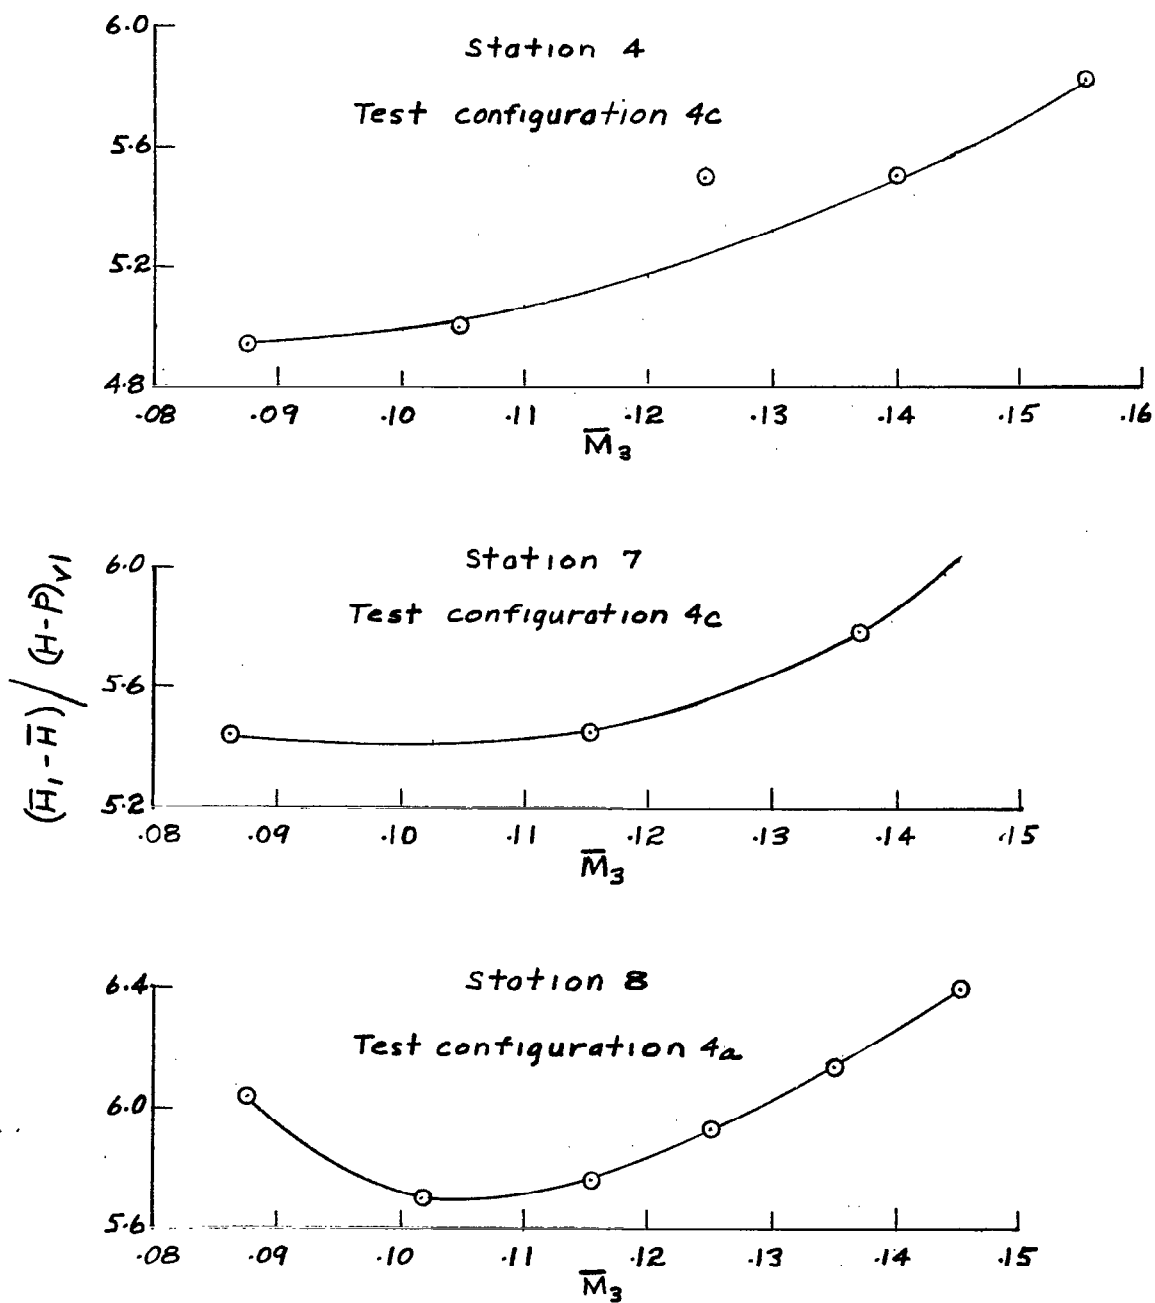 6.0
Station 4
Test configuration 4c
5.6
5.2
4.8
.08 .09 .10 .11 .12 .13 .14 .15 .16
M̅₃
(H̅₁-H̅)/(H-P)v1
6.0
Station 7
Test configuration 4c
5.6
5.2
.08 .09 .10 .11 .12 .13 .14 .15
M̅₃
6.4
Station 8
Test configuration 4a
6.0
5.6
.08 .09 .10 .11 .12 .13 .14 .15
M̅₃